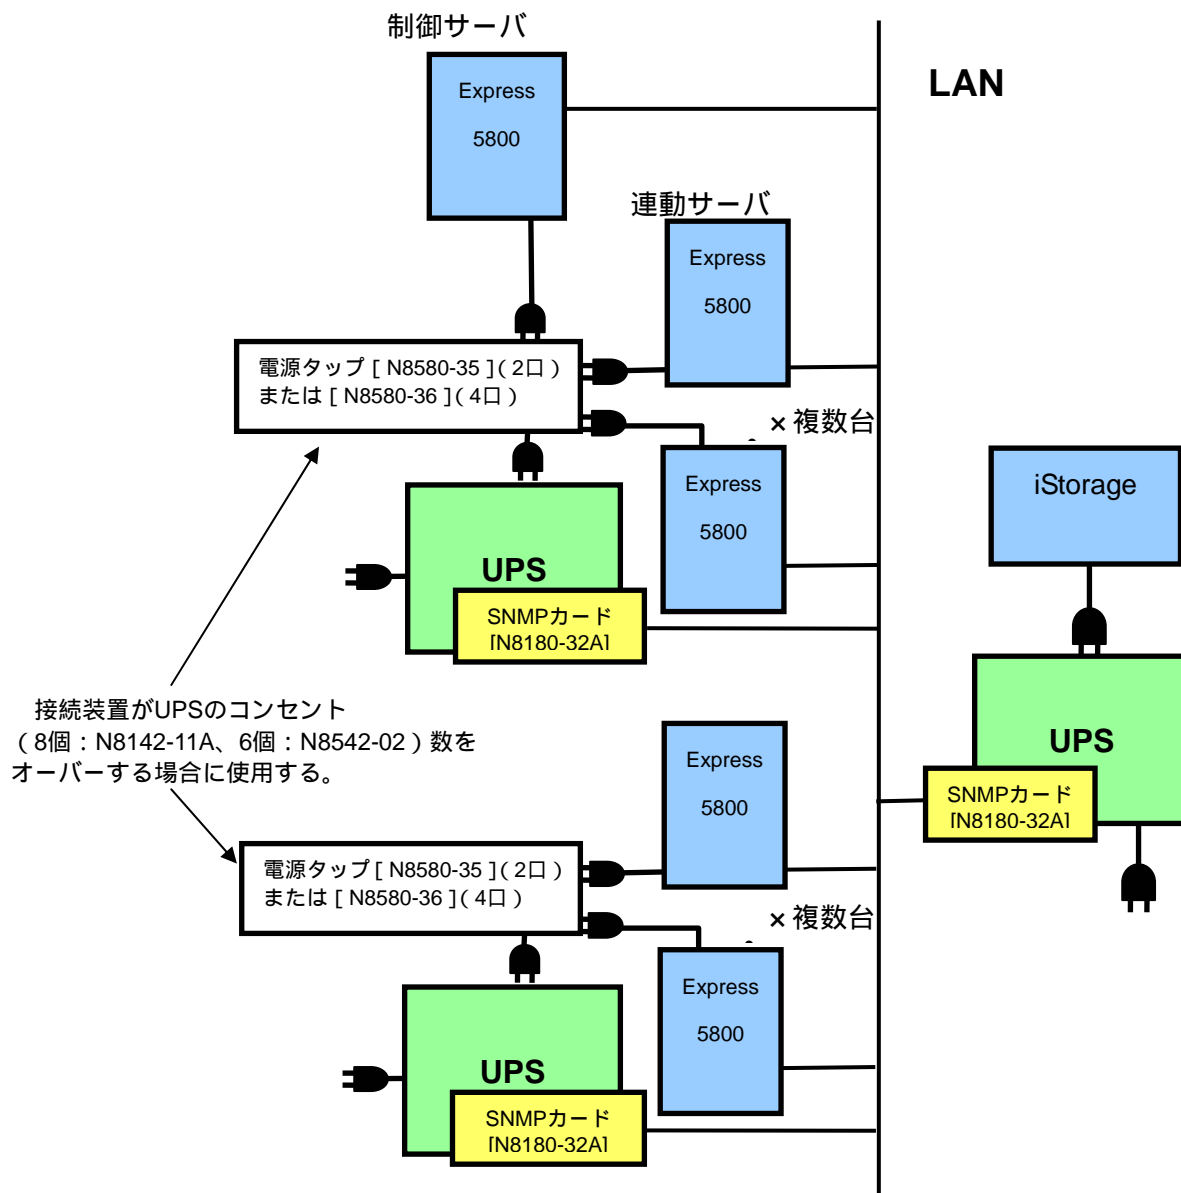 制御サーバ
Express
5800
LAN
連動サーバ
Express
5800
電源タップ [ N8580-35 ]( 2口 )
または [ N8580-36 ]( 4口 )
×複数台
Express
5800
UPS
SNMPカード
[N8180-32A]
iStorage
UPS
SNMPカード
[N8180-32A]
接続装置がUPSのコンセント
( 8個：N8142-11A、6個：N8542-02 ) 数を
オーバーする場合に使用する。
Express
5800
電源タップ [ N8580-35 ]( 2口 )
または [ N8580-36 ]( 4口 )
×複数台
Express
5800
UPS
SNMPカード
[N8180-32A]